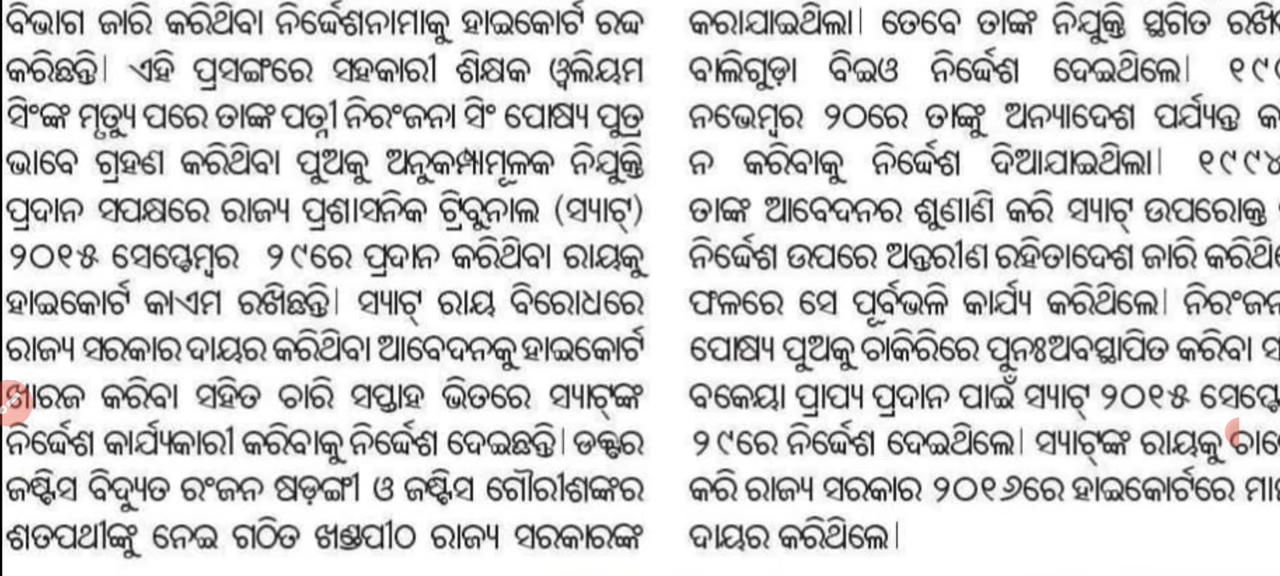 ବିଭାଗ ଜାରି କରିଥିବା ନିର୍ଦ୍ଦେଶନାମାକୁ ହାଇକୋର୍ଟ ରଦ୍ଦ
କରିଛନ୍ତି। ଏହି ପ୍ରସଙ୍ଗରେ ସହକାରୀ ଶିକ୍ଷକ ୱିଲିୟମ
ସିଂଙ୍କ ମୃତ୍ୟୁ ପରେ ତାଙ୍କ ପତ୍ନୀ ନିରଂଜନା ସିଂ ପୋଷ୍ୟ ପୁତ୍ର
ଭାବେ ଗ୍ରହଣ କରିଥିବା ପୁଅକୁ ଅନୁକମ୍ପାମୂଳକ ନିଯୁକ୍ତି
ପ୍ରଦାନ ସପକ୍ଷରେ ରାଜ୍ୟ ପ୍ରଶାସନିକ ଟ୍ରିବୁନାଲ (ସ୍ୟାଟ୍)
୨୦୧୫ ସେପ୍ଟେମ୍ବର ୨୯ରେ ପ୍ରଦାନ କରିଥିବା ରାୟକୁ
ହାଇକୋର୍ଟ କାଏମ ରଖିଛନ୍ତି। ସ୍ୟାଟ୍ ରାୟ ବିରୋଧରେ
ରାଜ୍ୟ ସରକାର ଦାୟର କରିଥିବା ଆବେଦନକୁ ହାଇକୋର୍ଟ
ଖାରଜ କରିବା ସହିତ ଚାରି ସପ୍ତାହ ଭିତରେ ସ୍ୟାଟ୍‌ଙ୍କ
ନିର୍ଦ୍ଦେଶ କାର୍ଯ୍ୟକାରୀ କରିବାକୁ ନିର୍ଦ୍ଦେଶ ଦେଇଛନ୍ତି। ଡକ୍ଟର
ଜଷ୍ଟିସ ବିଦ୍ୟୁତ ରଂଜନ ଷଡ଼ଙ୍ଗୀ ଓ ଜଷ୍ଟିସ ଗୌରୀଶଙ୍କର
ଶତପଥୀଙ୍କୁ ନେଇ ଗଠିତ ଖଣ୍ଡପୀଠ ରାଜ୍ୟ ସରକାରଙ୍କ
କରାଯାଇଥିଲା। ତେବେ ତାଙ୍କ ନିଯୁକ୍ତି ସ୍ଥଗିତ
ବାଲିଗୁଡ଼ା ବିଇଓ ନିର୍ଦ୍ଦେଶ ଦେଇଥିଲେ।
ନଭେମ୍ବର ୨୦ରେ ତାଙ୍କୁ ଅନ୍ୟାଦେଶ ପର୍ଯ୍ୟନ୍ତ
ନ କରିବାକୁ ନିର୍ଦ୍ଦେଶ ଦିଆଯାଇଥିଲା। ୧୯୯୪
ତାଙ୍କ ଆବେଦନର ଶୁଣାଣି କରି ସ୍ୟାଟ୍ ଉପରୋକ୍ତ
ନିର୍ଦ୍ଦେଶ ଉପରେ ଅନ୍ତରୀଣ ରହିତାଦେଶ ଜାରି
ଫଳରେ ସେ ପୂର୍ବଭଳି କାର୍ଯ୍ୟ କରିଥିଲେ।
ପୋଷ୍ୟ ପୁଅକୁ ଚାକିରିରେ ପୁନଃଅବସ୍ଥାପିତ କରିବା
ବକେୟା ପ୍ରାପ୍ୟ ପ୍ରଦାନ ପାଇଁ ସ୍ୟାଟ୍ ୨୦୧୫
୨୯ରେ ନିର୍ଦ୍ଦେଶ ଦେଇଥିଲେ। ସ୍ୟାଟ୍‌ଙ୍କ ରାୟକୁ
କରି ରାଜ୍ୟ ସରକାର ୨୦୧୬ରେ ହାଇକୋର୍ଟରେ
ଦାୟର କରିଥିଲେ।